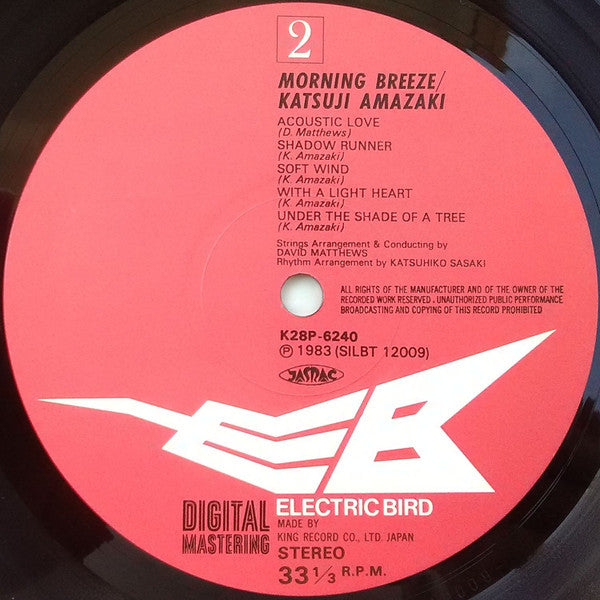 2
MORNING BREEZE/
KATSUJI AMAZAKI
ACOUSTIC LOVE
(D. Matthews)
SHADOW RUNNER
(K. Amazaki)
SOFT WIND
(K. Amazaki)
WITH A LIGHT HEART
(K. Amazaki)
UNDER THE SHADE OF A TREE
(K. Amazaki)
Strings Arrangement & Conducting by
DAVID MATTHEWS
Rhythm Arrangement by KATSUHIKO SASAKI
ALL RIGHTS OF THE MANUFACTURER AND OF THE OWNER OF THE
RECORDED WORK RESERVED. UNAUTHORIZED PUBLIC PERFORMANCE
BROADCASTING AND COPYING OF THIS RECORD PROHIBITED
K28P-6240
℗ 1983 (SILBT 12009)
JASRAC
EB
DIGITAL
MASTERING
ELECTRIC BIRD
MADE BY
KING RECORD CO., LTD. JAPAN
STEREO
33 1/3 R.P.M.